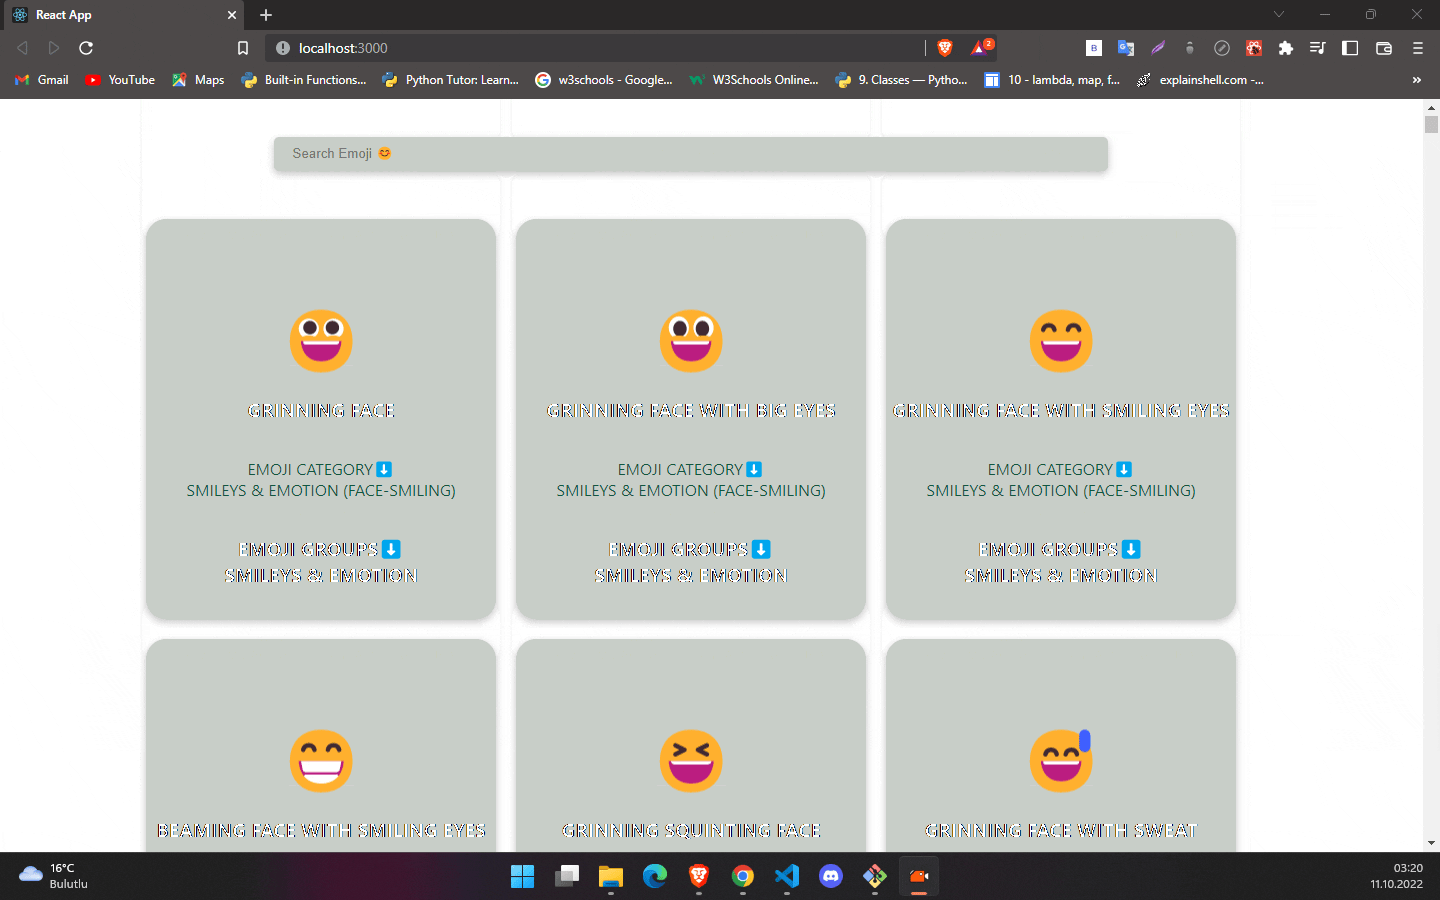 React App
localhost:3000
2
B
Gmail
YouTube
Maps
Built-in Functions...
Python Tutor: Learn...
w3schools - Google...
W3Schools Online...
9. Classes — Pytho...
10 - lambda, map, f...
explainshell.com -...
»
Search Emoji 😊
GRINNING FACE
EMOJI CATEGORY⬇
SMILEYS & EMOTION (FACE-SMILING)
EMOJI GROUPS⬇
SMILEYS & EMOTION
GRINNING FACE WITH BIG EYES
EMOJI CATEGORY⬇
SMILEYS & EMOTION (FACE-SMILING)
EMOJI GROUPS⬇
SMILEYS & EMOTION
GRINNING FACE WITH SMILING EYES
EMOJI CATEGORY⬇
SMILEYS & EMOTION (FACE-SMILING)
EMOJI GROUPS⬇
SMILEYS & EMOTION
BEAMING FACE WITH SMILING EYES
GRINNING SQUINTING FACE
GRINNING FACE WITH SWEAT
16°C
Bulutlu
03:20
11.10.2022